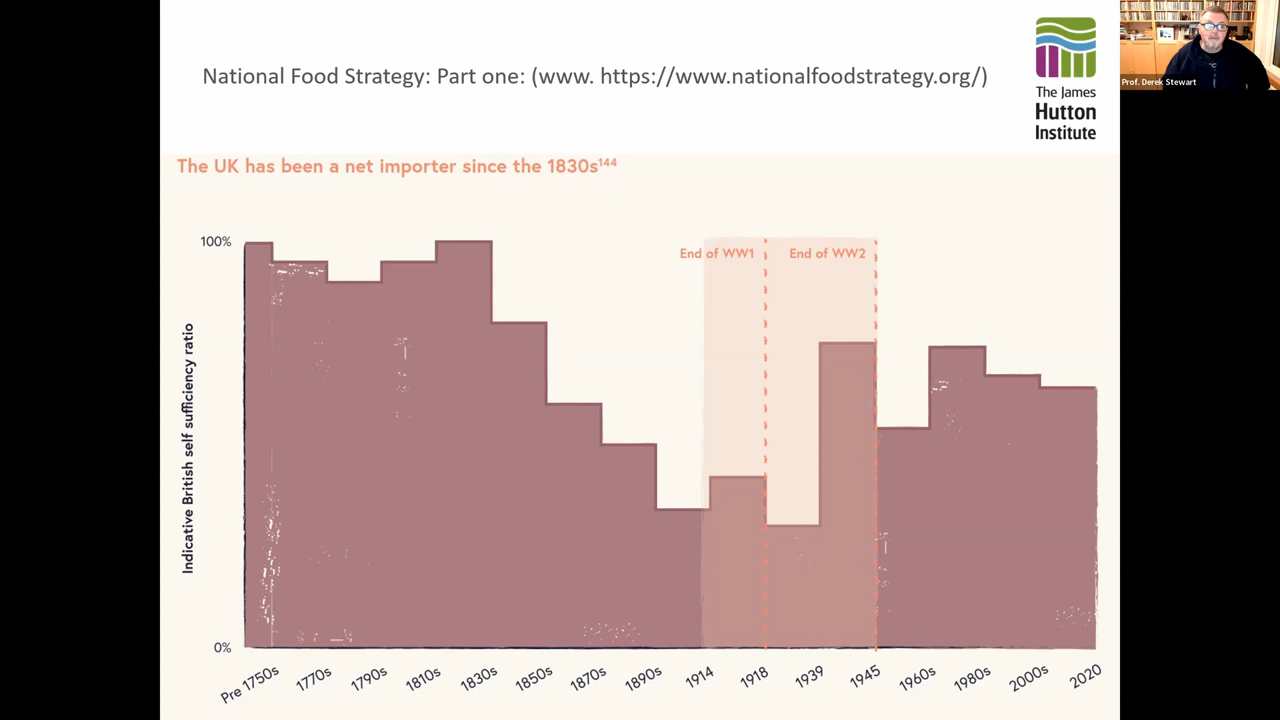 National Food Strategy: Part one: (www. https://www.nationalfoodstrategy.org/)
The James
Hutton
Institute
Prof. Derek Stewart
The UK has been a net importer since the 1830s¹⁴⁴
100%
End of WW1
End of WW2
Indicative British self sufficiency ratio
0%
Pre 1750s
1770s
1790s
1810s
1830s
1850s
1870s
1890s
1914
1918
1939
1945
1960s
1980s
2000s
2020